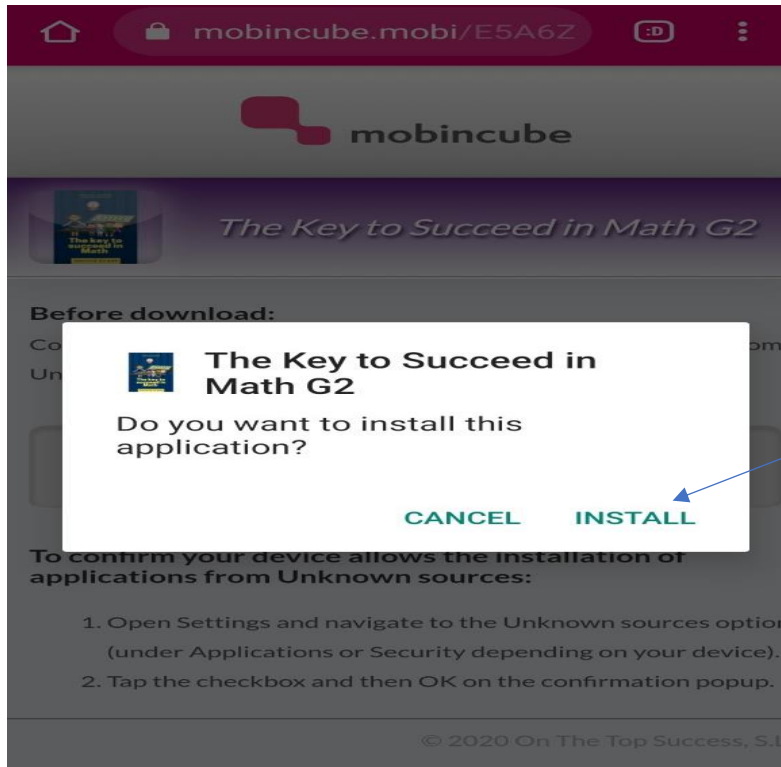 mobincube.mobi/E5A6Z :D
mobincube
The Key to Succeed in Math G2
Before download:
Co om
Un
The Key to Succeed in
Math G2
Do you want to install this
application?
CANCEL INSTALL
To confirm your device allows the installation of
applications from Unknown sources:
1. Open Settings and navigate to the Unknown sources option
(under Applications or Security depending on your device).
2. Tap the checkbox and then OK on the confirmation popup.
© 2020 On The Top Success, S.L